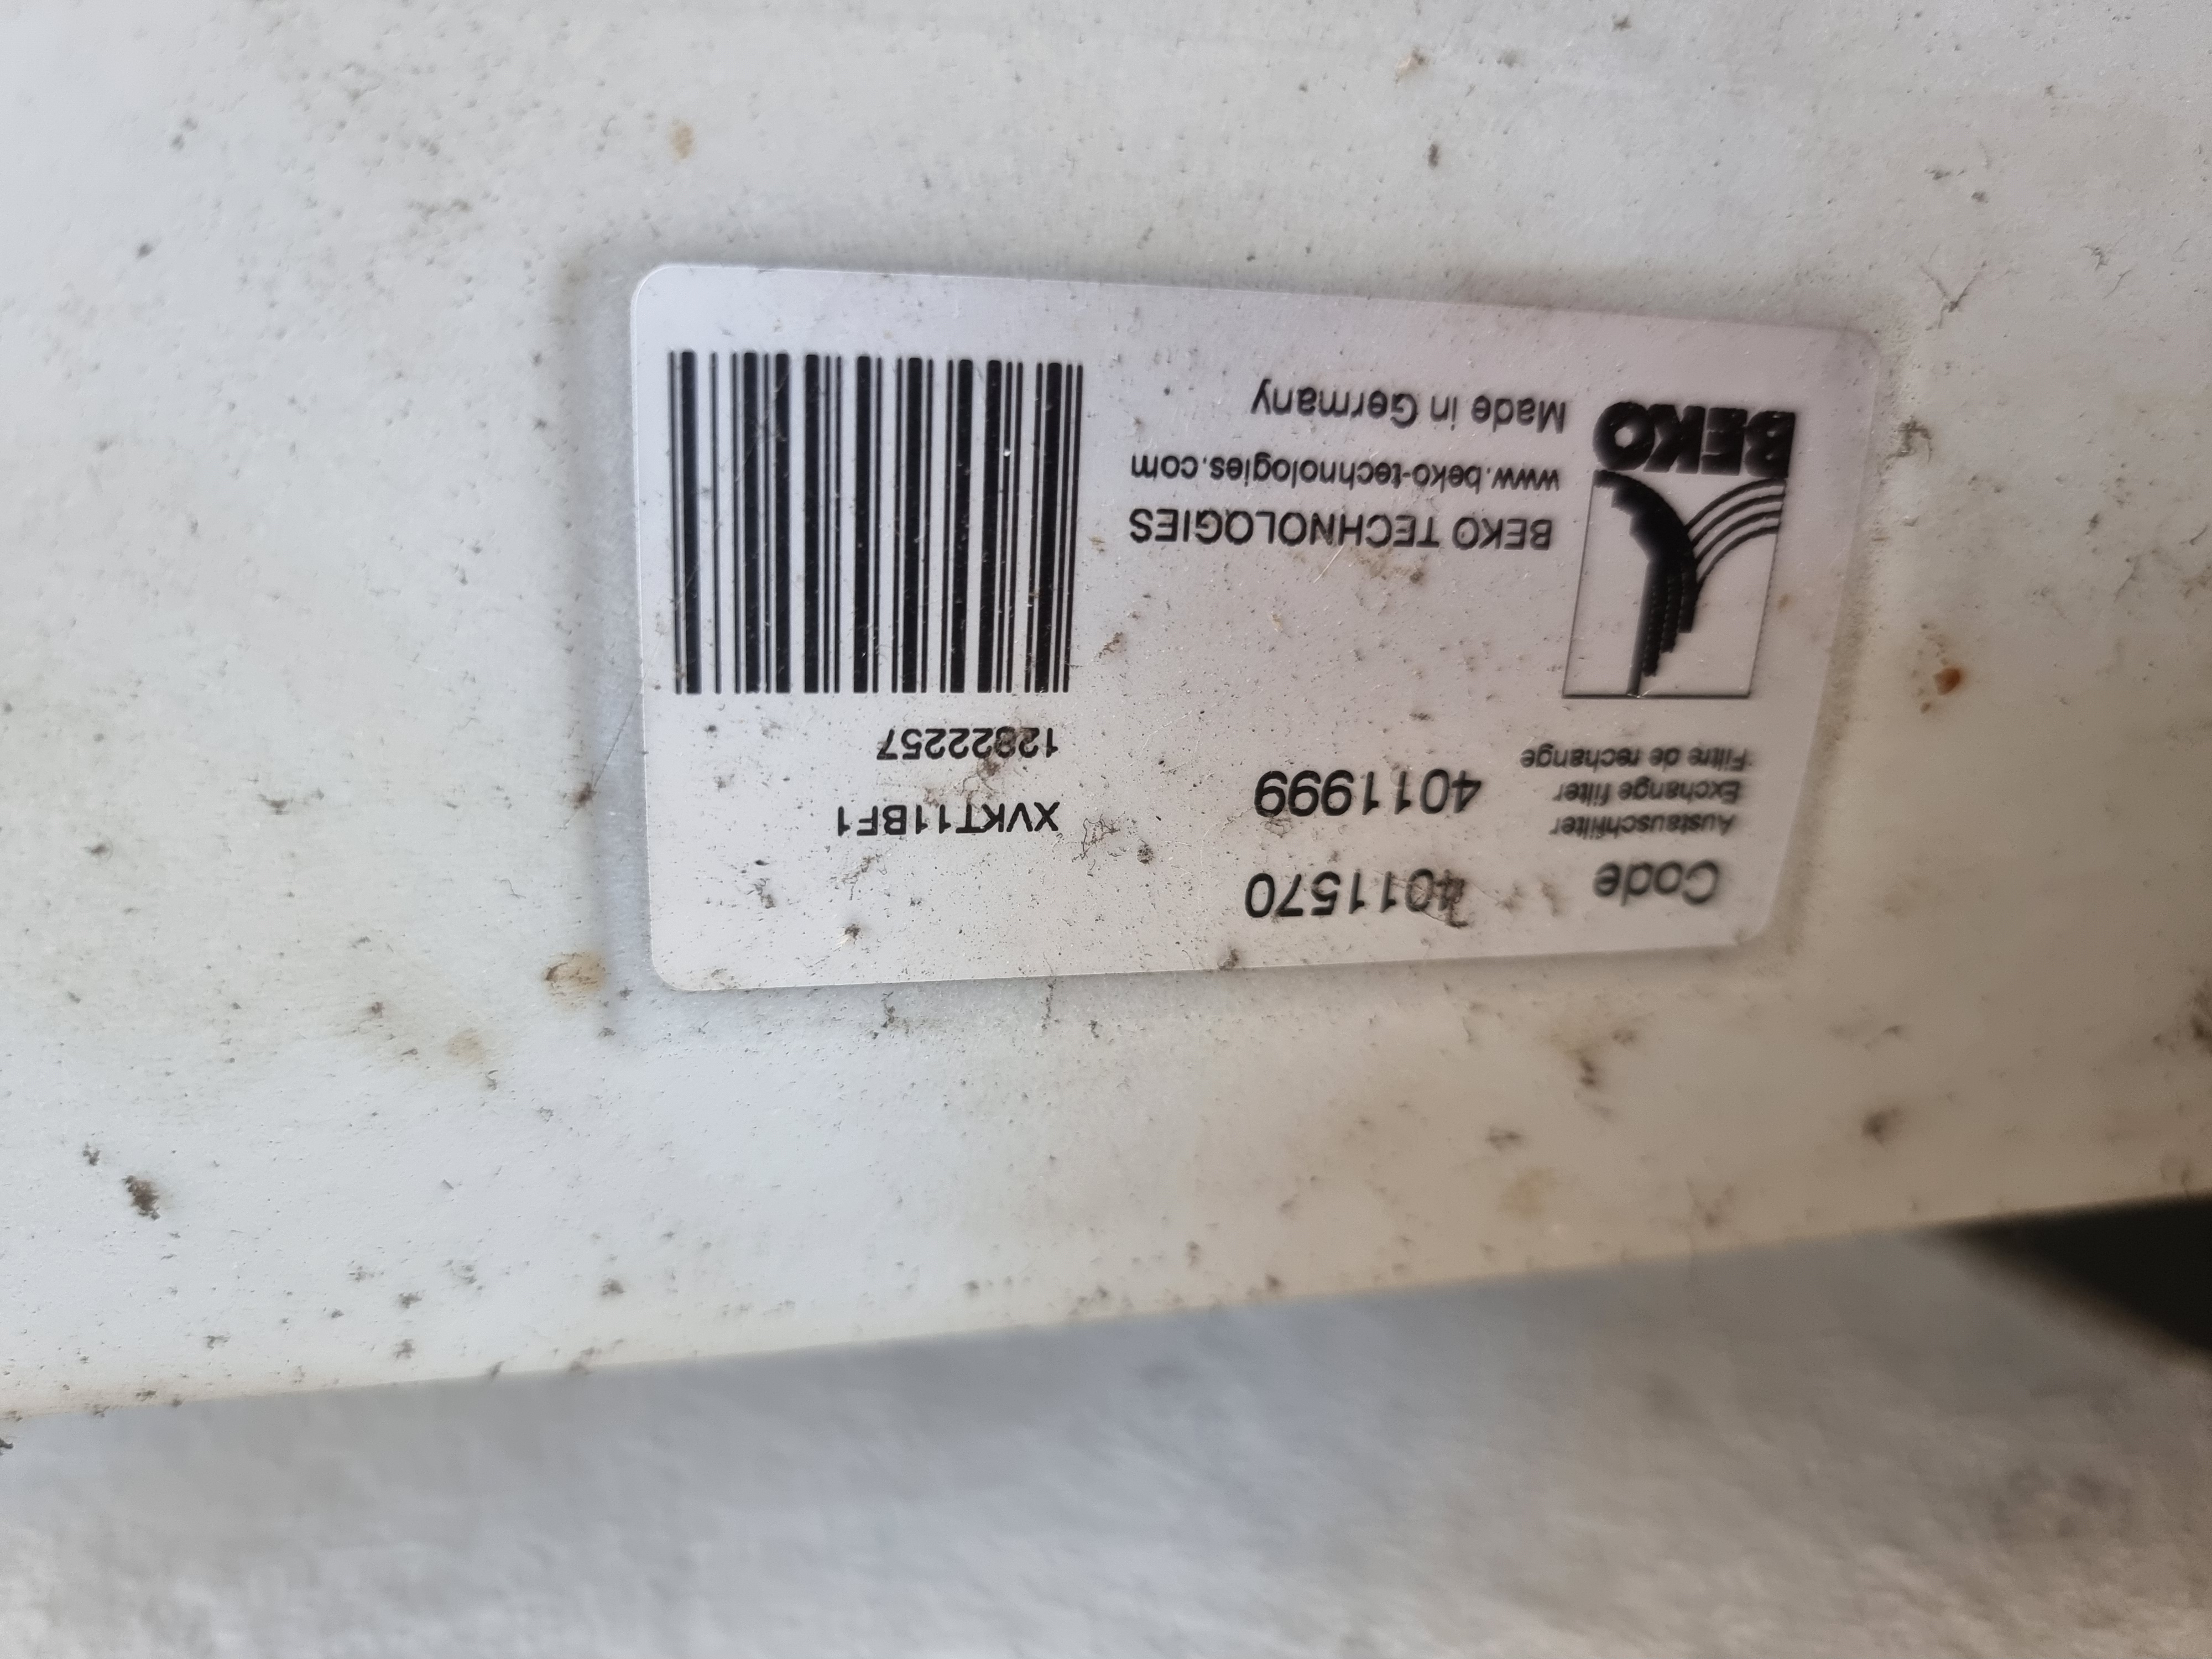 Code 4011570
Austauschfilter
Exchange filter
Filtre de rechange
4011999
XVKT11BF1
12822257
BEKO
BEKO TECHNOLOGIES
www.beko-technologies.com
Made in Germany